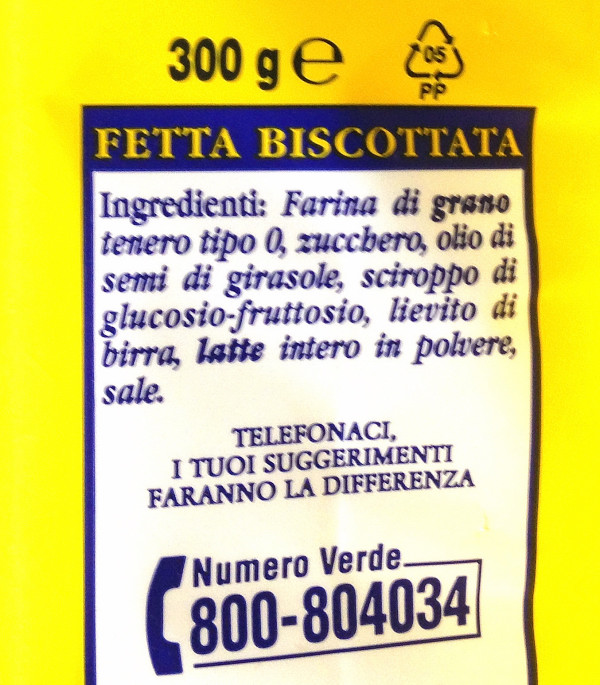 300 g ℮
05
PP
FETTA BISCOTTATA
Ingredienti: Farina di grano
tenero tipo 0, zucchero, olio di
semi di girasole, sciroppo di
glucosio-fruttosio, lievito di
birra, latte intero in polvere,
sale.
TELEFONACI,
I TUOI SUGGERIMENTI
FARANNO LA DIFFERENZA
Numero Verde
800-804034